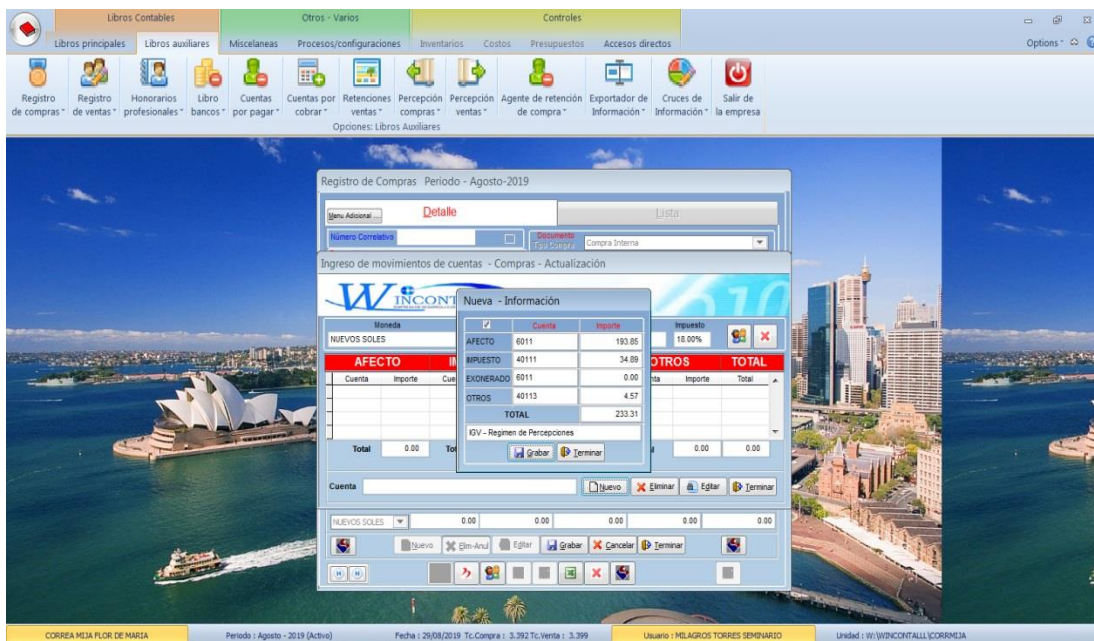 Libros Contables Otros - Varios Controles
Libros principales Libros auxiliares Miscelaneas Procesos/configuraciones Inventarios Costos Presupuestos Accesos directos Options
Registro de compras Registro de ventas Honorarios profesionales Libro bancos Cuentas por pagar Cuentas por cobrar Retenciones ventas Percepción compras Percepción ventas Agente de retención de compra Exportador de Información Cruces de Información Salir de la empresa
Opciones: Libros Auxiliares
Registro de Compras Periodo - Agosto-2019
Menu Adicional ... Detalle Lista
Número Correlativo Documento
Tipo Compra Compra Interna
Ingreso de movimientos de cuentas - Compras - Actualización
WINCONT
Nueva - Información
Moneda Impuesto
NUEVOS SOLES 18.00%
Cuenta Importe
AFECTO 6011 193.85
IMPUESTO 40111 34.89
EXONERADO 6011 0.00
OTROS 40113 4.57
TOTAL 233.31
IGV - Regimen de Percepciones
Grabar Terminar
AFECTO OTROS TOTAL
Cuenta Importe Importe Total
Total 0.00 0.00 0.00
Cuenta Nuevo Eliminar Editar Terminar
NUEVOS SOLES 0.00 0.00 0.00 0.00 0.00
Nuevo Elim-Anul Editar Grabar Cancelar Terminar
CORREA MIJA FLOR DE MARIA Periodo : Agosto - 2019 (Activo) Fecha : 29/08/2019 Tc.Compra : 3.392 Tc.Venta : 3.399 Usuario : MILAGROS TORRES SEMINARIO Unidad : W:\WINCONTALLL\CORRMIJA